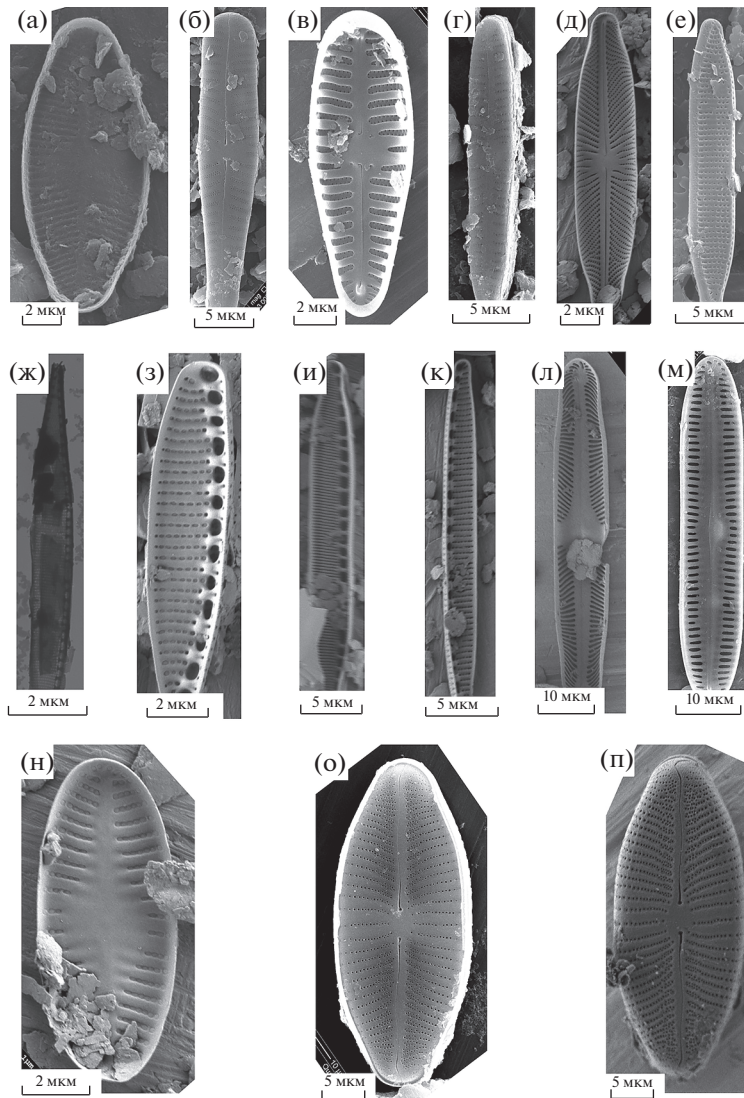 (а) (б) (в) (г) (д) (е)
2 мкм 5 мкм 2 мкм 5 мкм 2 мкм 5 мкм
(ж) (з) (и) (к) (л) (м)
2 мкм 2 мкм 5 мкм 5 мкм 10 мкм 10 мкм
(н) (о) (п)
2 мкм 5 мкм 5 мкм